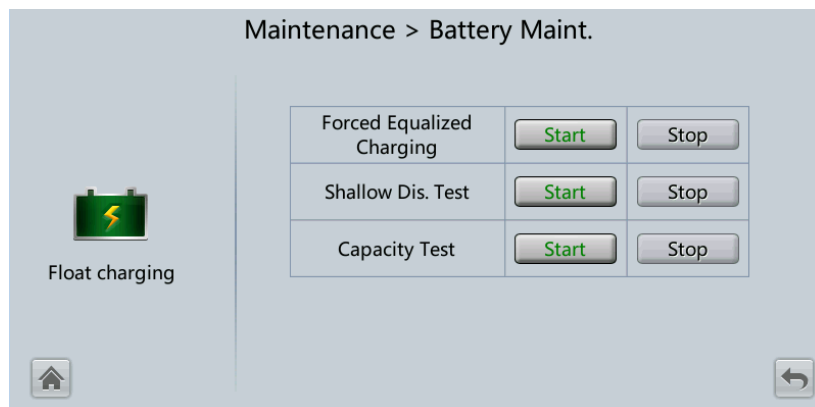 Maintenance > Battery Maint.
Forced Equalized
Charging
Start
Stop
Shallow Dis. Test
Start
Stop
Capacity Test
Start
Stop
Float charging